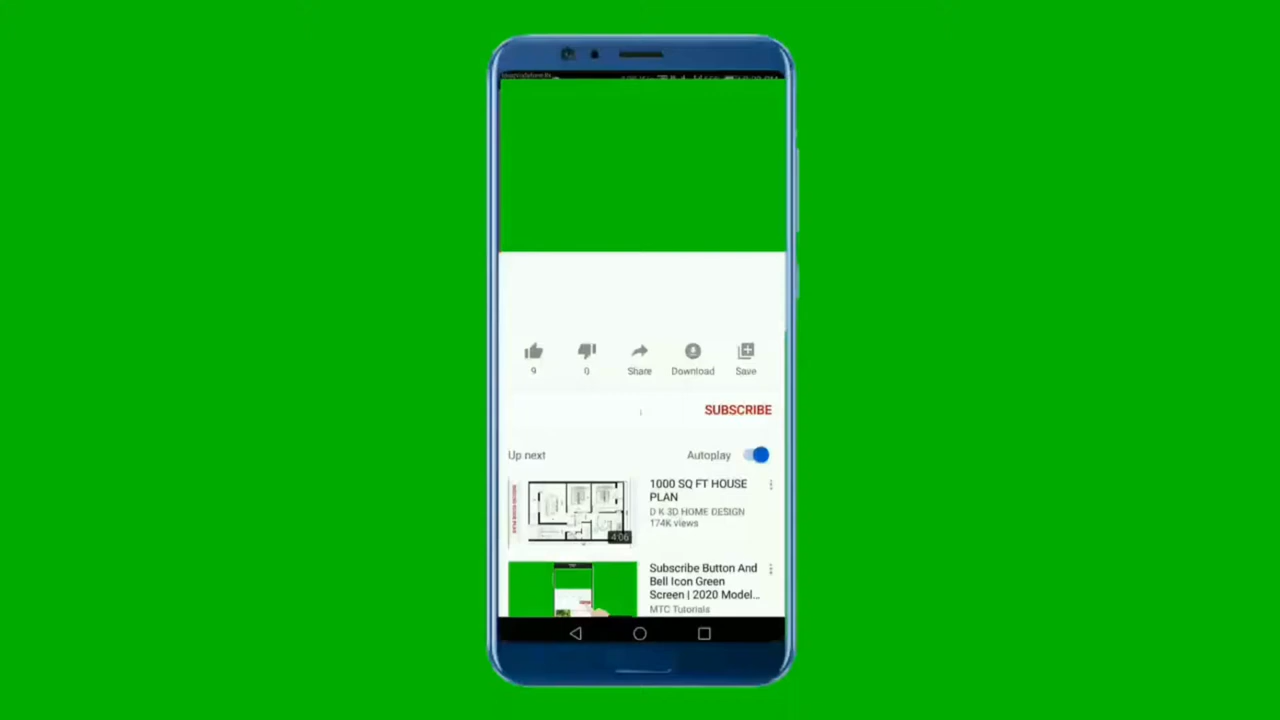 9
0
Share
Download
Save
SUBSCRIBE
Up next
Autoplay
1000 SQ FT HOUSE
PLAN
D K 3D HOME DESIGN
174K views
4:06
Subscribe Button And
Bell Icon Green
Screen | 2020 Model...
MTC Tutorials